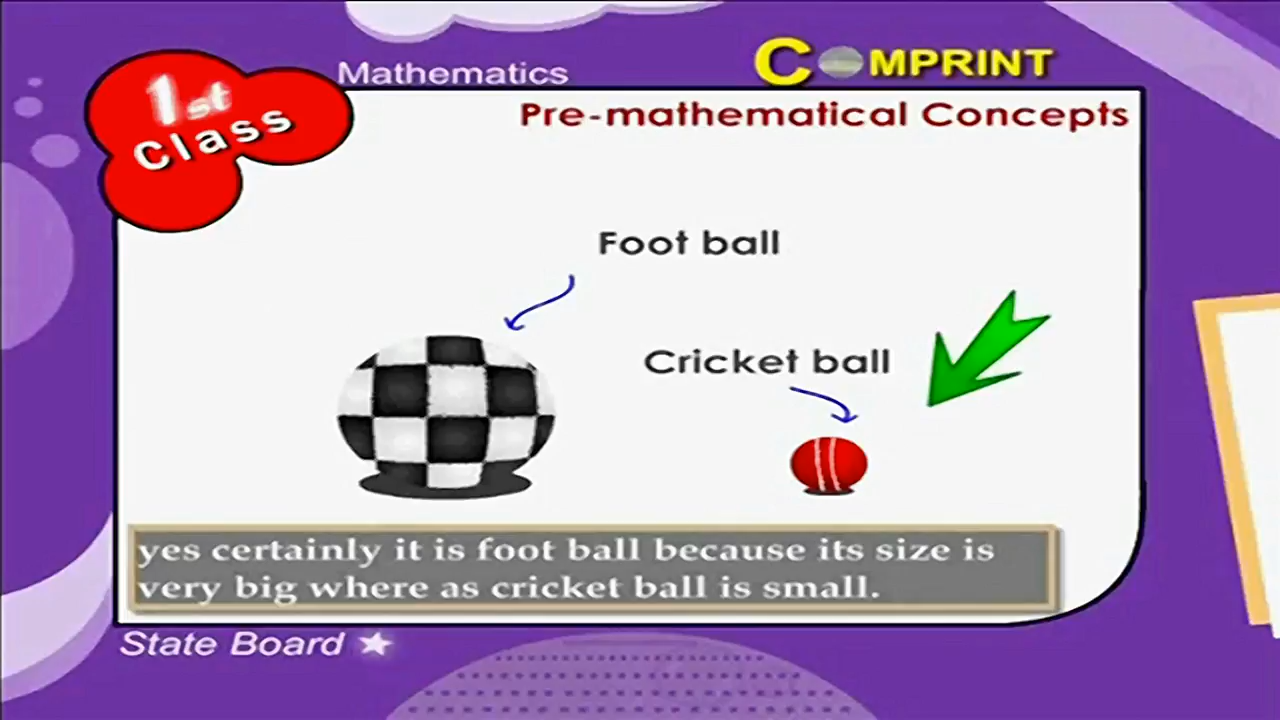 Mathematics
COMPRINT
1st
Class
Pre-mathematical Concepts
Foot ball
Cricket ball
yes certainly it is foot ball because its size is
very big where as cricket ball is small.
State Board